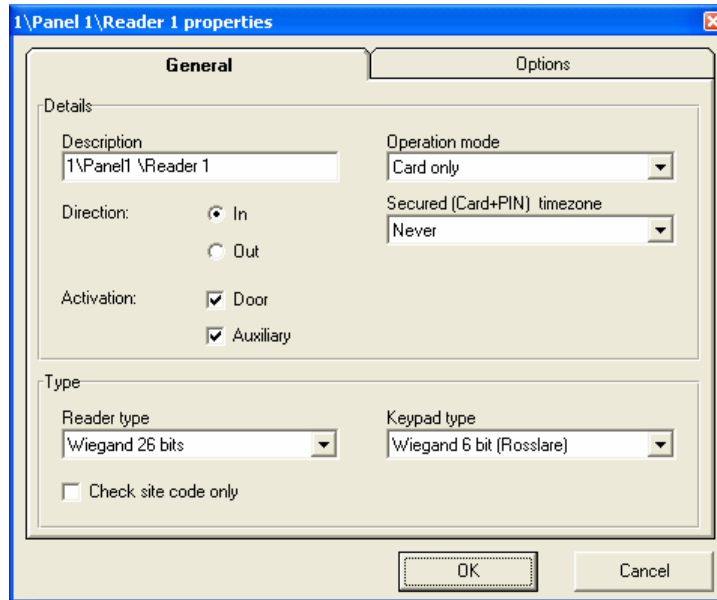 1\Panel 1\Reader 1 properties
General
Options
Details
Description
1\Panel1 \Reader 1
Operation mode
Card only
Direction:
In
Out
Secured (Card+PIN) timezone
Never
Activation:
Door
Auxiliary
Type
Reader type
Wiegand 26 bits
Keypad type
Wiegand 6 bit (Rosslare)
Check site code only
OK
Cancel